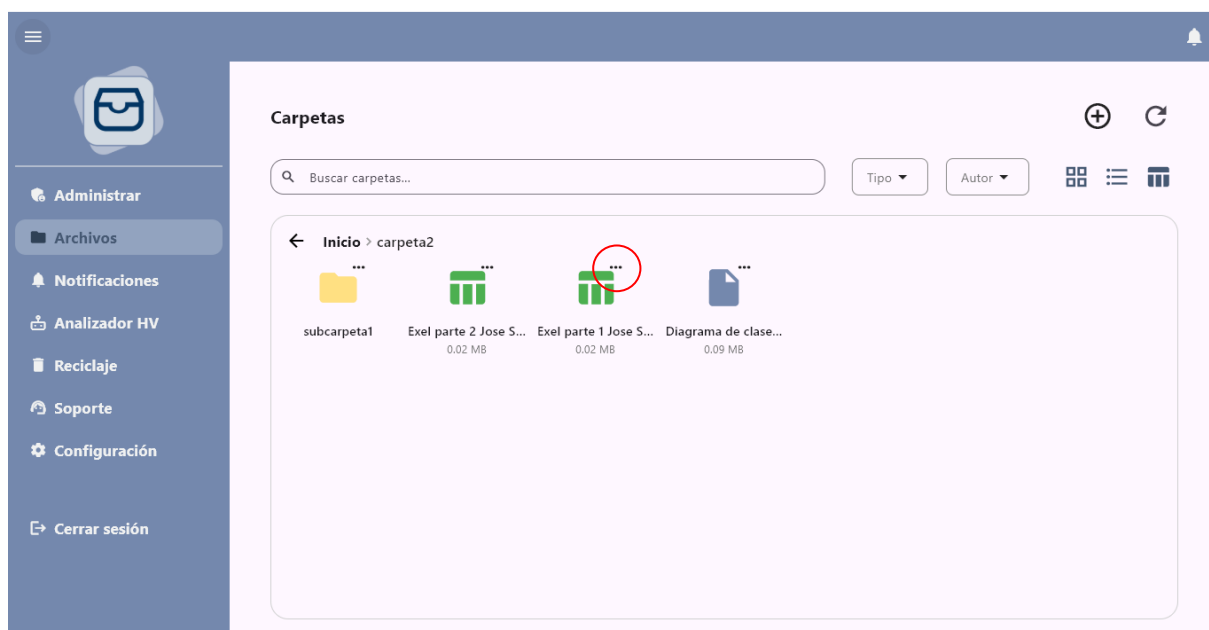 Carpetas
Buscar carpetas...
Tipo
Autor
Administrar
Archivos
Notificaciones
Analizador HV
Reciclaje
Soporte
Configuración
Cerrar sesión
Inicio > carpeta2
subcarpeta1
Exel parte 2 Jose S...
0.02 MB
Exel parte 1 Jose S...
0.02 MB
Diagrama de clase...
0.09 MB